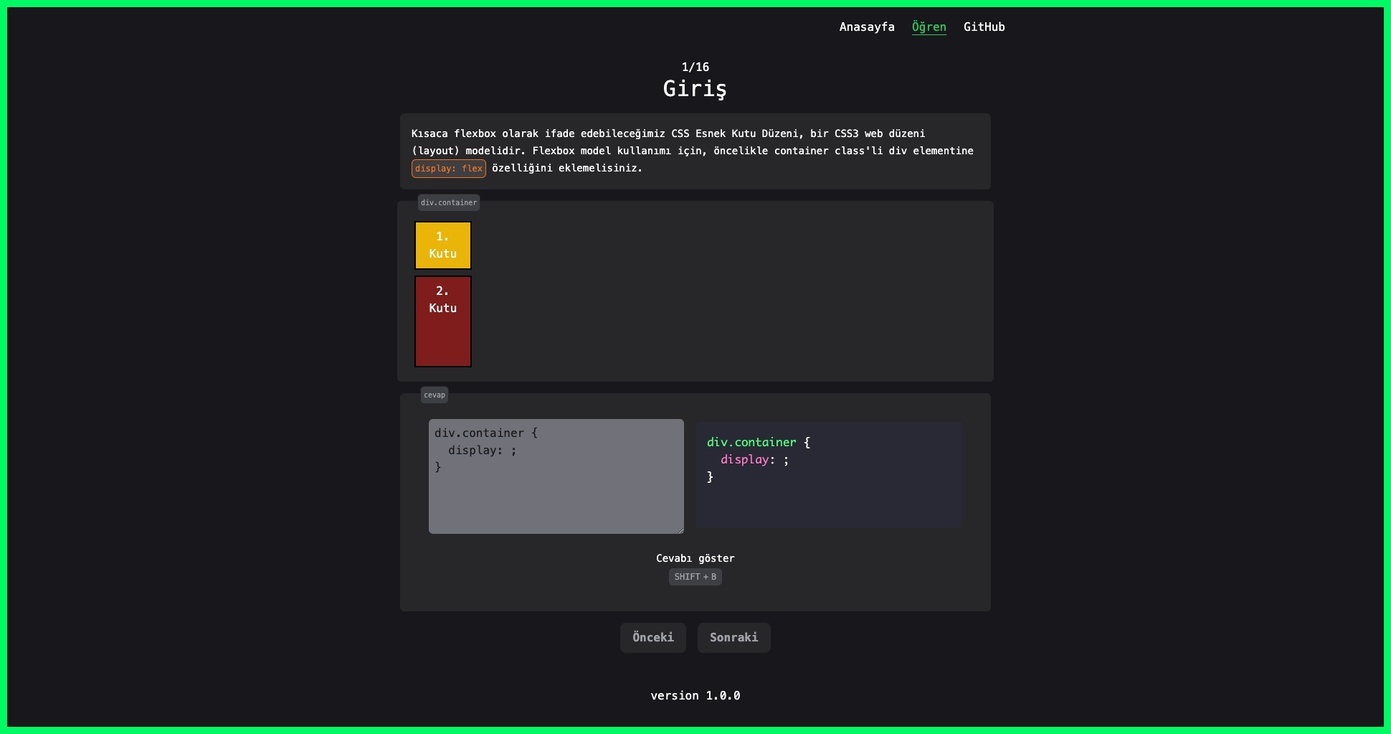 Anasayfa Öğren GitHub
1/16
Giriş
Kısaca flexbox olarak ifade edebileceğimiz CSS Esnek Kutu Düzeni, bir CSS3 web düzeni
(layout) modelidir. Flexbox model kullanımı için, öncelikle container class'li div elementine
display: flex özelliğini eklemelisiniz.
div.container
1.
Kutu
2.
Kutu
cevap
div.container {
  display: ;
}
div.container {
  display: ;
}
Cevabı göster
SHIFT + B
Önceki Sonraki
version 1.0.0